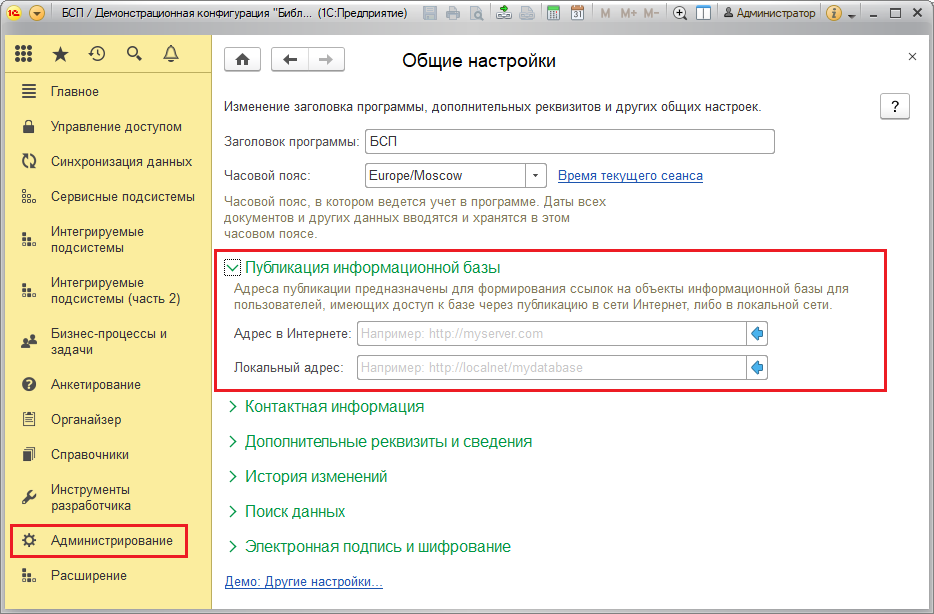 БСП / Демонстрационная конфигурация "Библ... (1С:Предприятие)
M M+ M- Администратор
Главное
Управление доступом
Синхронизация данных
Сервисные подсистемы
Интегрируемые
подсистемы
Интегрируемые
подсистемы (часть 2)
Бизнес-процессы и
задачи
Анкетирование
Органайзер
Справочники
Инструменты
разработчика
Администрирование
Расширение
Общие настройки
Изменение заголовка программы, дополнительных реквизитов и других общих настроек.
?
Заголовок программы: БСП
Часовой пояс: Europe/Moscow Время текущего сеанса
Часовой пояс, в котором ведется учет в программе. Даты всех
документов и других данных вводятся и хранятся в этом
часовом поясе.
Публикация информационной базы
Адреса публикации предназначены для формирования ссылок на объекты информационной базы для
пользователей, имеющих доступ к базе через публикацию в сети Интернет, либо в локальной сети.
Адрес в Интернете: Например: http://myserver.com
Локальный адрес: Например: http://localnet/mydatabase
Контактная информация
Дополнительные реквизиты и сведения
История изменений
Поиск данных
Электронная подпись и шифрование
Демо: Другие настройки...